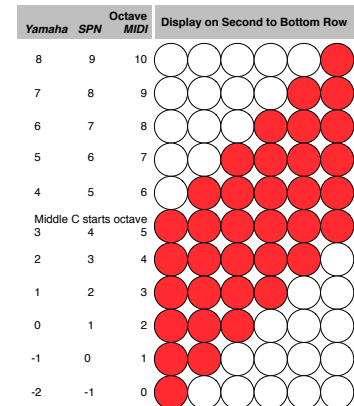 Octave
Yamaha SPN MIDI Display on Second to Bottom Row
8 9 10
7 8 9
6 7 8
5 6 7
4 5 6
Middle C starts octave
3 4 5
2 3 4
1 2 3
0 1 2
-1 0 1
-2 -1 0